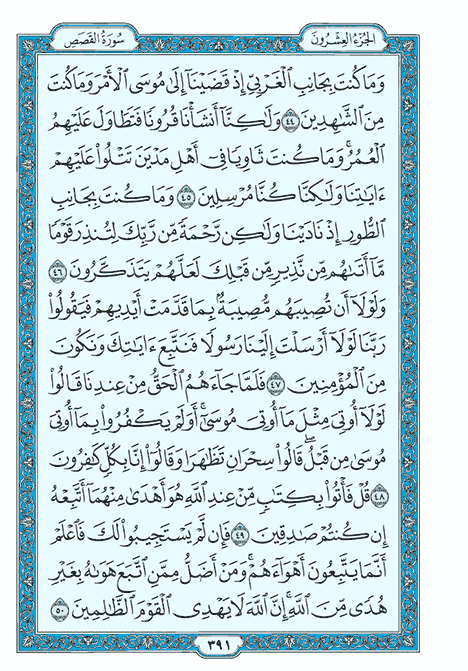 الجزء العشرون
سورة القصص
وَمَا كُنتَ بِجَانِبِ ٱلْغَرْبِيِّ إِذْ قَضَيْنَآ إِلَىٰ مُوسَى ٱلْأَمْرَ وَمَا كُنتَ
مِنَ ٱلشَّٰهِدِينَ ٤٤ وَلَٰكِنَّآ أَنشَأْنَا قُرُونًا فَتَطَاوَلَ عَلَيْهِمُ
ٱلْعُمُرُ ۚ وَمَا كُنتَ ثَاوِيًا فِىٓ أَهْلِ مَدْيَنَ تَتْلُوا۟ عَلَيْهِمْ
ءَايَٰتِنَا وَلَٰكِنَّا كُنَّا مُرْسِلِينَ ٤٥ وَمَا كُنتَ بِجَانِبِ
ٱلطُّورِ إِذْ نَادَيْنَا وَلَٰكِن رَّحْمَةً مِّن رَّبِّكَ لِتُنذِرَ قَوْمًا
مَّآ أَتَىٰهُم مِّن نَّذِيرٍ مِّن قَبْلِكَ لَعَلَّهُمْ يَتَذَكَّرُونَ ٤٦
وَلَوْلَآ أَن تُصِيبَهُم مُّصِيبَةٌۢ بِمَا قَدَّمَتْ أَيْدِيهِمْ فَيَقُولُوا۟
رَبَّنَا لَوْلَآ أَرْسَلْتَ إِلَيْنَا رَسُولًا فَنَتَّبِعَ ءَايَٰتِكَ وَنَكُونَ
مِنَ ٱلْمُؤْمِنِينَ ٤٧ فَلَمَّا جَآءَهُمُ ٱلْحَقُّ مِنْ عِندِنَا قَالُوا۟
لَوْلَآ أُوتِىَ مِثْلَ مَآ أُوتِىَ مُوسَىٰٓ ۚ أَوَلَمْ يَكْفُرُوا۟ بِمَآ أُوتِىَ
مُوسَىٰ مِن قَبْلُ ۖ قَالُوا۟ سِحْرَانِ تَظَٰهَرَا وَقَالُوٓا۟ إِنَّا بِكُلٍّ كَٰفِرُونَ
٤٨ قُلْ فَأْتُوا۟ بِكِتَٰبٍ مِّنْ عِندِ ٱللَّهِ هُوَ أَهْدَىٰ مِنْهُمَآ أَتَّبِعْهُ
إِن كُنتُمْ صَٰدِقِينَ ٤٩ فَإِن لَّمْ يَسْتَجِيبُوا۟ لَكَ فَٱعْلَمْ
أَنَّمَا يَتَّبِعُونَ أَهْوَآءَهُمْ ۚ وَمَنْ أَضَلُّ مِمَّنِ ٱتَّبَعَ هَوَىٰهُ بِغَيْرِ
هُدًى مِّنَ ٱللَّهِ ۚ إِنَّ ٱللَّهَ لَا يَهْدِى ٱلْقَوْمَ ٱلظَّٰلِمِينَ ٥٠
٣٩١